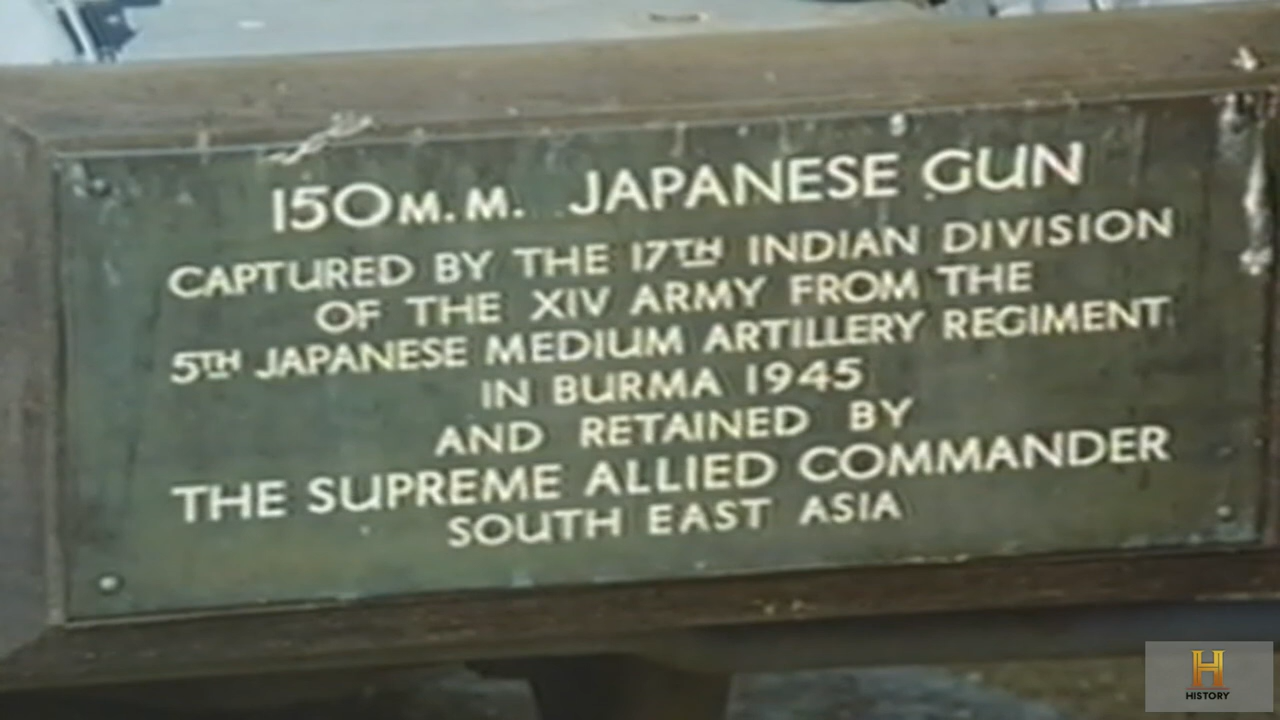 150M.M. JAPANESE GUN
CAPTURED BY THE 17TH INDIAN DIVISION
OF THE XIV ARMY FROM THE
5TH JAPANESE MEDIUM ARTILLERY REGIMENT
IN BURMA 1945
AND RETAINED BY
THE SUPREME ALLIED COMMANDER
SOUTH EAST ASIA
H
HISTORY